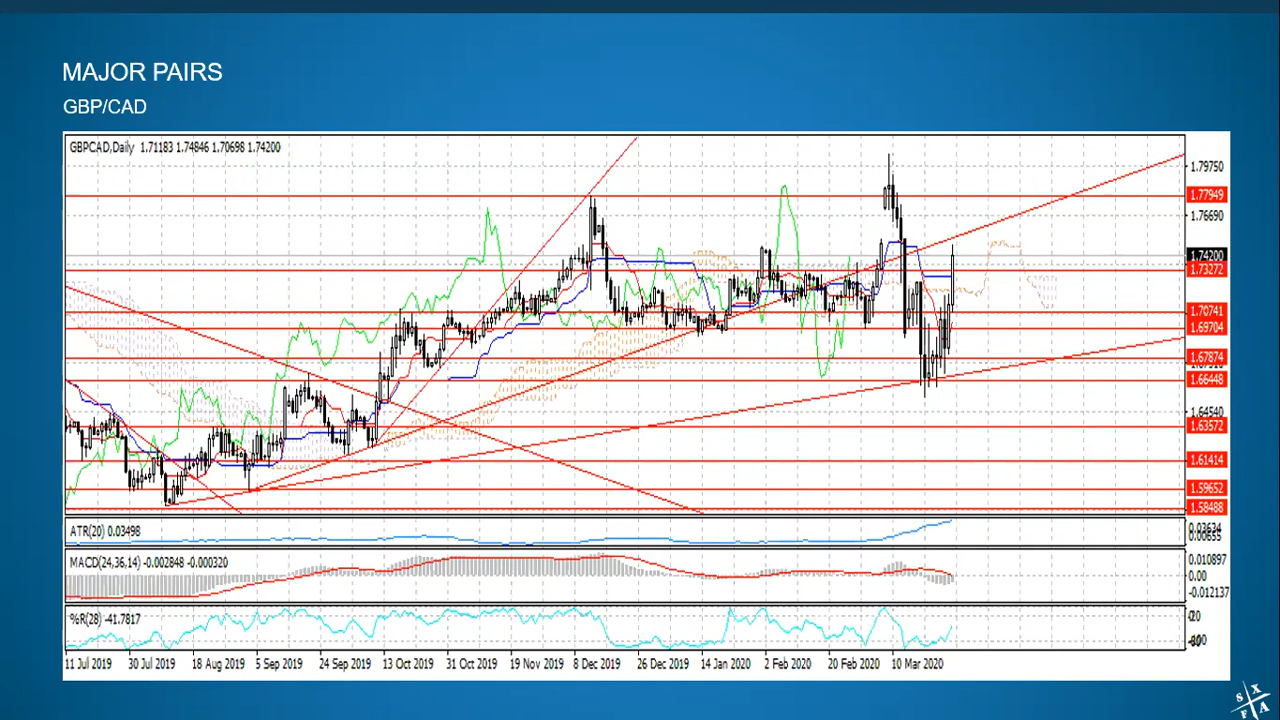 MAJOR PAIRS
GBP/CAD
GBPCAD,Daily 1.71183 1.74846 1.70698 1.74200
1.79750
1.77949
1.76690
1.74200
1.73272
1.70741
1.69704
1.67874
1.66448
1.64540
1.63572
1.61414
1.59652
1.58488
ATR(20) 0.03498
0.03634
0.00655
MACD(24,36,14) -0.002848 -0.000320
0.010897
0.00
-0.012137
%R(28) -41.7817
11 Jul 2019 30 Jul 2019 18 Aug 2019 5 Sep 2019 24 Sep 2019 13 Oct 2019 31 Oct 2019 19 Nov 2019 8 Dec 2019 26 Dec 2019 14 Jan 2020 2 Feb 2020 20 Feb 2020 10 Mar 2020
S X
F A